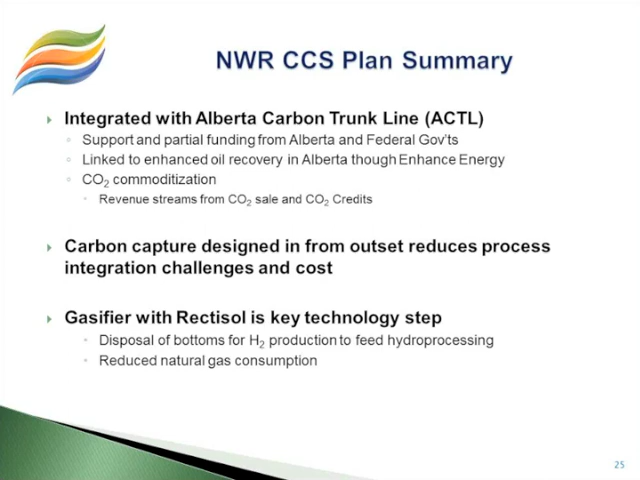 NWR CCS Plan Summary
Integrated with Alberta Carbon Trunk Line (ACTL)
Support and partial funding from Alberta and Federal Gov'ts
Linked to enhanced oil recovery in Alberta though Enhance Energy
CO₂ commoditization
Revenue streams from CO₂ sale and CO₂ Credits
Carbon capture designed in from outset reduces process
integration challenges and cost
Gasifier with Rectisol is key technology step
Disposal of bottoms for H₂ production to feed hydroprocessing
Reduced natural gas consumption
25